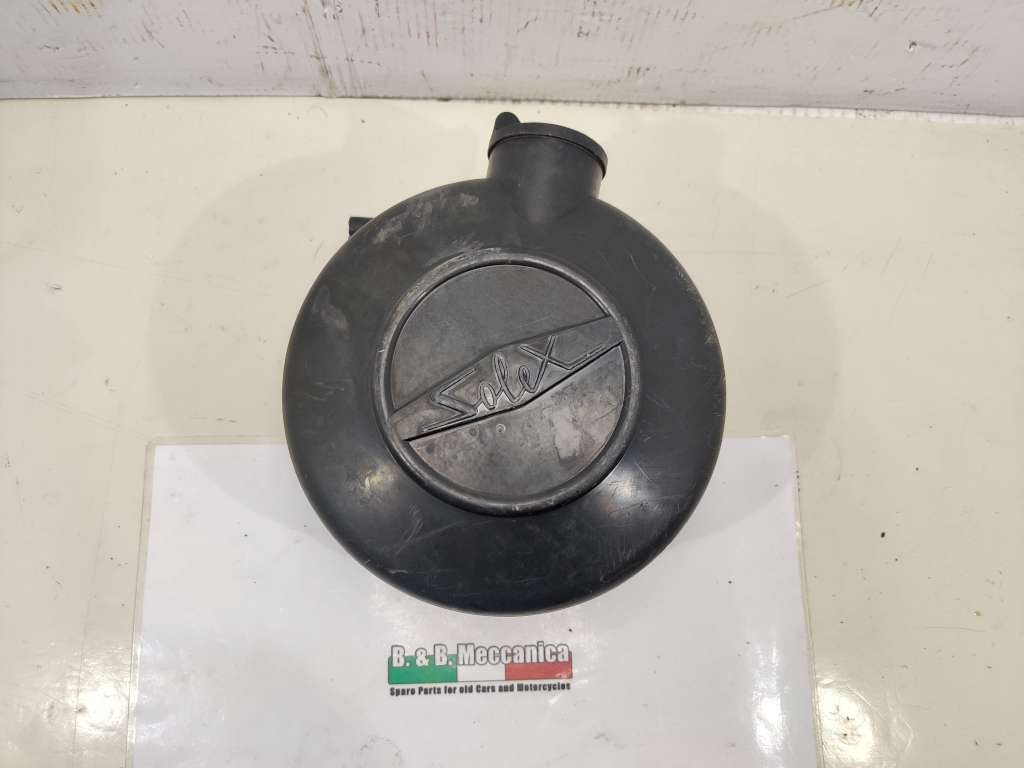 SoleX
B. & B. Meccanica
Spare Parts for old Cars and Motorcycles